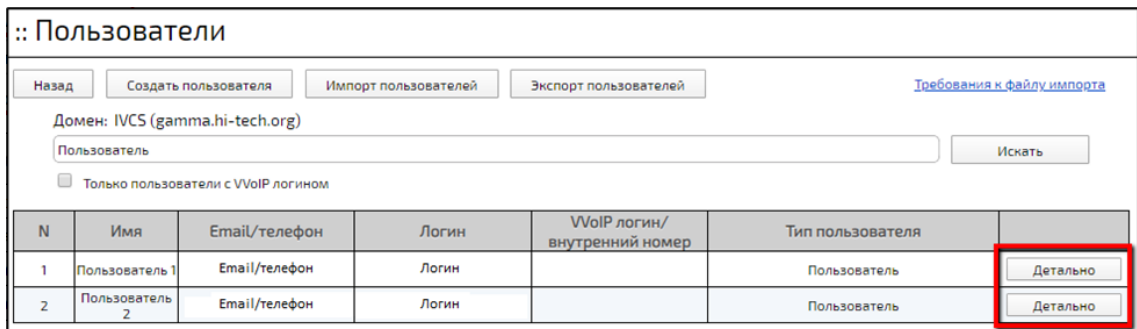 :: Пользователи
Назад Создать пользователя Импорт пользователей Экспорт пользователей Требования к файлу импорта
Домен: IVCS (gamma.hi-tech.org)
Пользователь Искать
Только пользователи с VVoIP логином
N Имя Email/телефон Логин VVoIP логин/ внутренний номер Тип пользователя
1 Пользователь 1 Email/телефон Логин Пользователь Детально
2 Пользователь 2 Email/телефон Логин Пользователь Детально